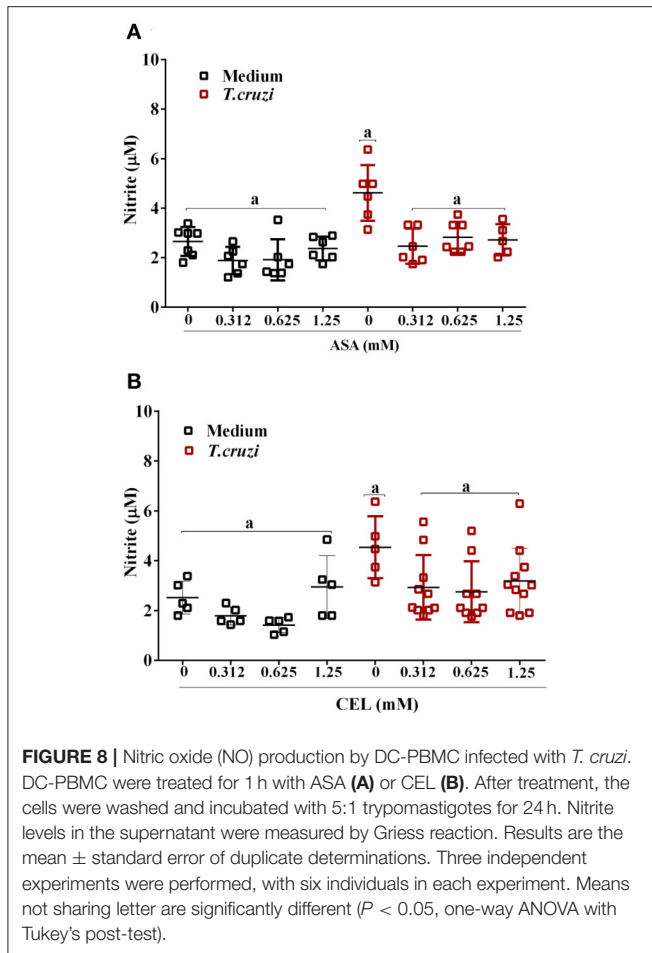 A
Medium
T.cruzi
Nitrite (µM)
10
8
6
4
2
0
a
a
a
0 0.312 0.625 1.25 0 0.312 0.625 1.25
ASA (mM)
B
Medium
T.cruzi
Nitrite (µM)
10
8
6
4
2
0
a
a
a
0 0.312 0.625 1.25 0 0.312 0.625 1.25
CEL (mM)
FIGURE 8 | Nitric oxide (NO) production by DC-PBMC infected with T. cruzi.
DC-PBMC were treated for 1 h with ASA (A) or CEL (B). After treatment, the
cells were washed and incubated with 5:1 trypomastigotes for 24 h. Nitrite
levels in the supernatant were measured by Griess reaction. Results are the
mean ± standard error of duplicate determinations. Three independent
experiments were performed, with six individuals in each experiment. Means
not sharing letter are significantly different (P < 0.05, one-way ANOVA with
Tukey's post-test).